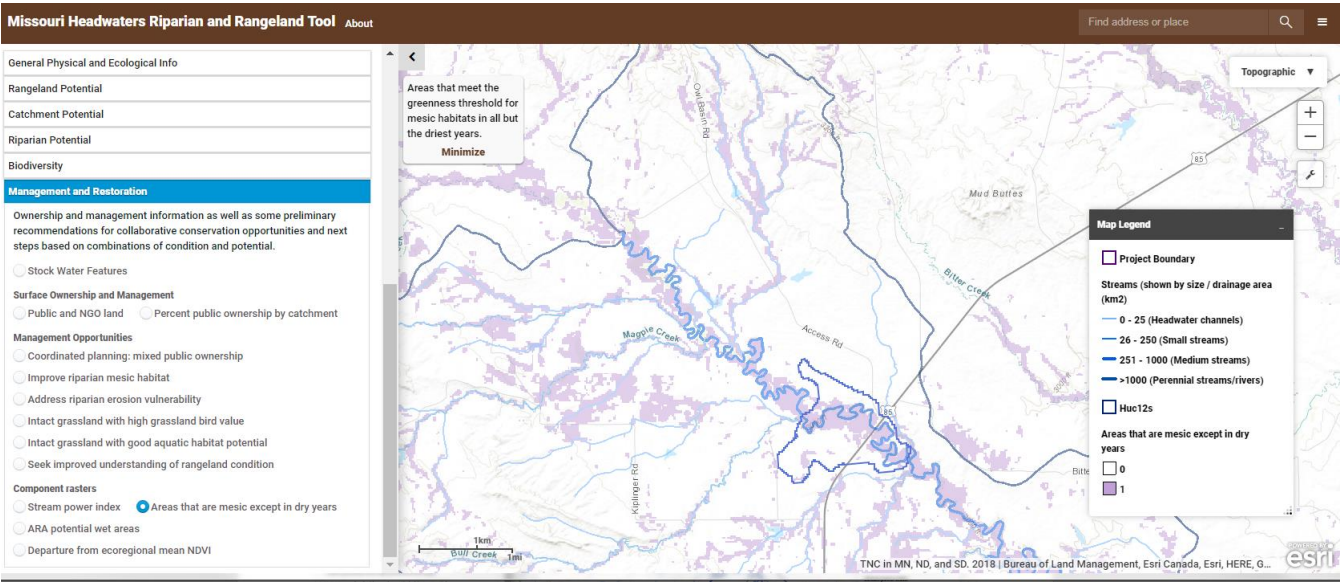 Missouri Headwaters Riparian and Rangeland Tool About
Find address or place
General Physical and Ecological Info
Rangeland Potential
Catchment Potential
Riparian Potential
Biodiversity
Management and Restoration
Ownership and management information as well as some preliminary
recommendations for collaborative conservation opportunities and next
steps based on combinations of condition and potential.
Stock Water Features
Surface Ownership and Management
Public and NGO land Percent public ownership by catchment
Management Opportunities
Coordinated planning: mixed public ownership
Improve riparian mesic habitat
Address riparian erosion vulnerability
Intact grassland with high grassland bird value
Intact grassland with good aquatic habitat potential
Seek improved understanding of rangeland condition
Component rasters
Stream power index Areas that are mesic except in dry years
ARA potential wet areas
Departure from ecoregional mean NDVI
Areas that meet the
greenness threshold for
mesic habitats in all but
the driest years.
Minimize
Topographic
Owl Basin Rd
85
Mud Buttes
Bitter Creek
Magpie Creek
Access Rd
85
Kiplinger Rd
Bitte
Bull Creek
1km
1mi
Map Legend
Project Boundary
Streams (shown by size / drainage area
(km2)
0 - 25 (Headwater channels)
26 - 250 (Small streams)
251 - 1000 (Medium streams)
>1000 (Perennial streams/rivers)
Huc12s
Areas that are mesic except in dry
years
0
1
TNC in MN, ND, and SD. 2018 | Bureau of Land Management, Esri Canada, Esri, HERE, G...
POWERED BY
esri